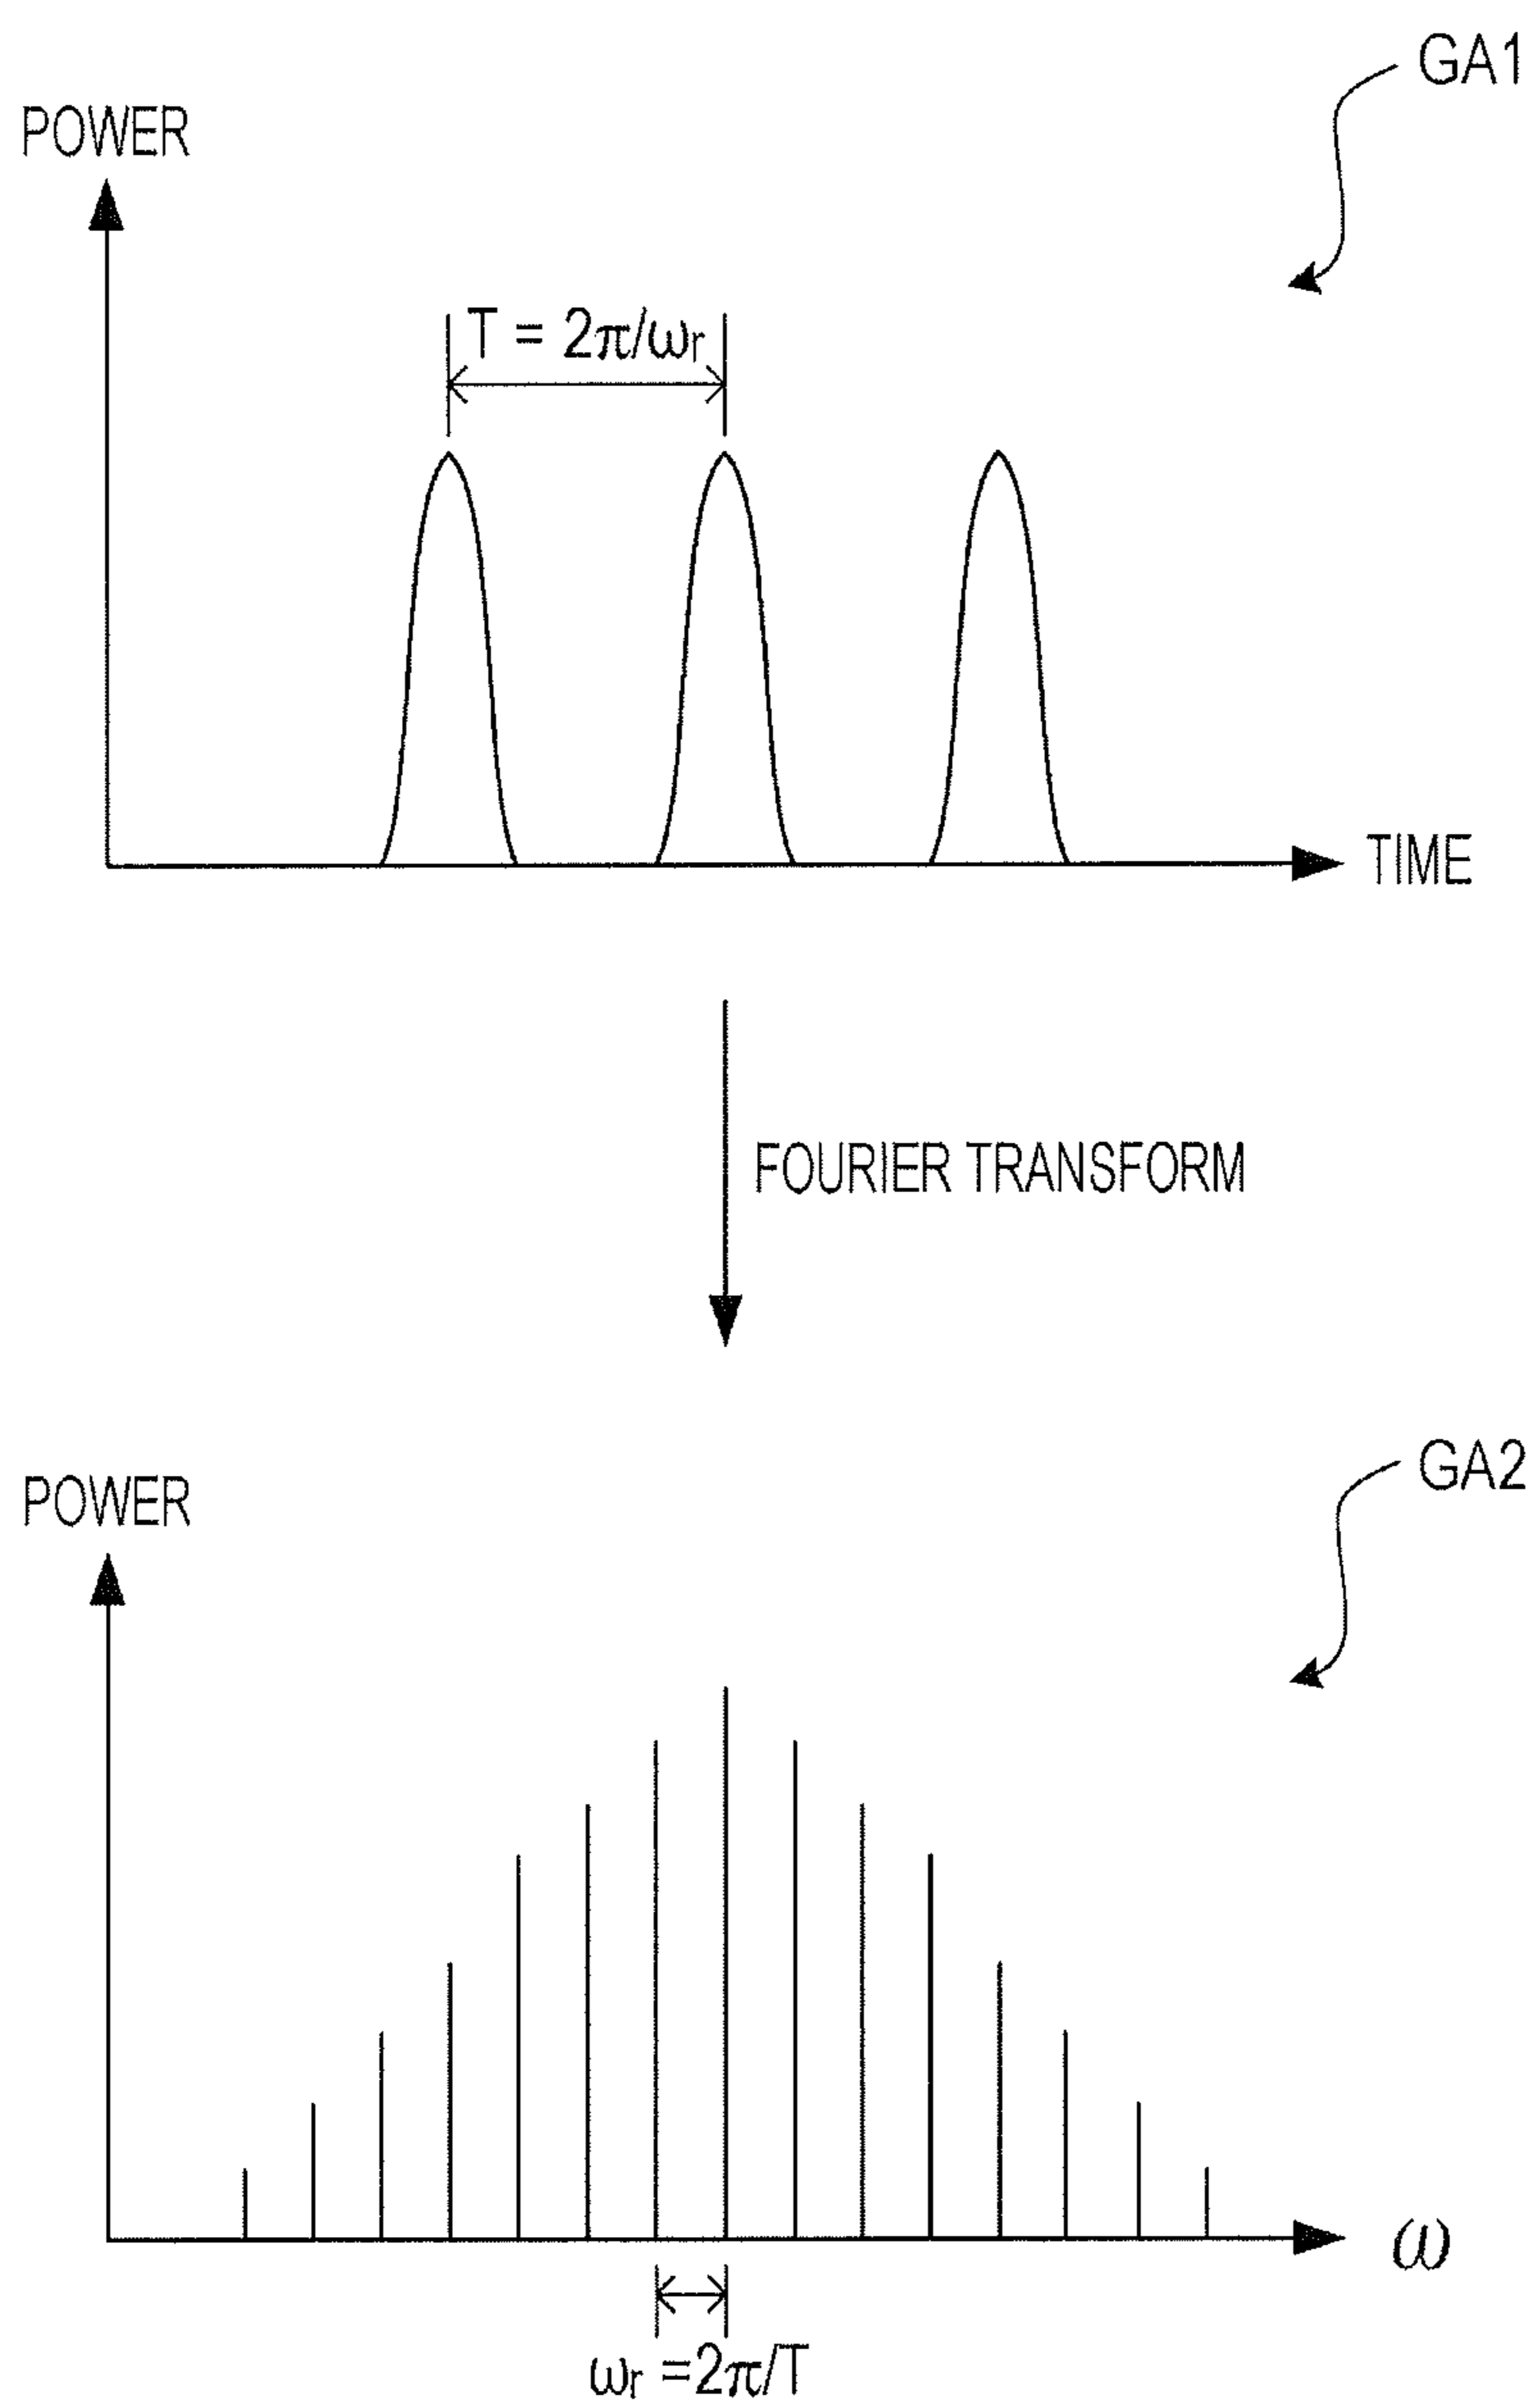 GA1
POWER
T = 2π/ωr
TIME
FOURIER TRANSFORM
GA2
POWER
ω
ωr =2π/T